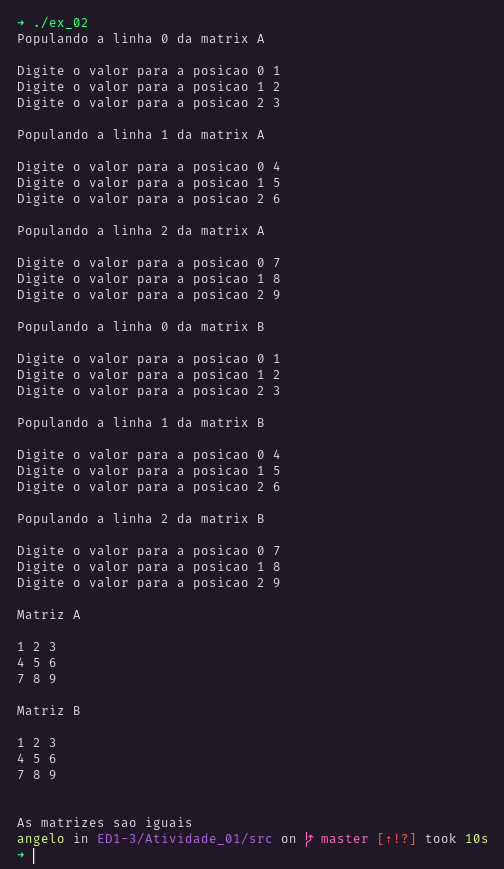 ➜ ./ex_02
Populando a linha 0 da matrix A
Digite o valor para a posicao 0 1
Digite o valor para a posicao 1 2
Digite o valor para a posicao 2 3
Populando a linha 1 da matrix A
Digite o valor para a posicao 0 4
Digite o valor para a posicao 1 5
Digite o valor para a posicao 2 6
Populando a linha 2 da matrix A
Digite o valor para a posicao 0 7
Digite o valor para a posicao 1 8
Digite o valor para a posicao 2 9
Populando a linha 0 da matrix B
Digite o valor para a posicao 0 1
Digite o valor para a posicao 1 2
Digite o valor para a posicao 2 3
Populando a linha 1 da matrix B
Digite o valor para a posicao 0 4
Digite o valor para a posicao 1 5
Digite o valor para a posicao 2 6
Populando a linha 2 da matrix B
Digite o valor para a posicao 0 7
Digite o valor para a posicao 1 8
Digite o valor para a posicao 2 9
Matriz A
1 2 3
4 5 6
7 8 9
Matriz B
1 2 3
4 5 6
7 8 9
As matrizes sao iguais
angelo in ED1-3/Atividade_01/src on  master [↑!?] took 10s
➜